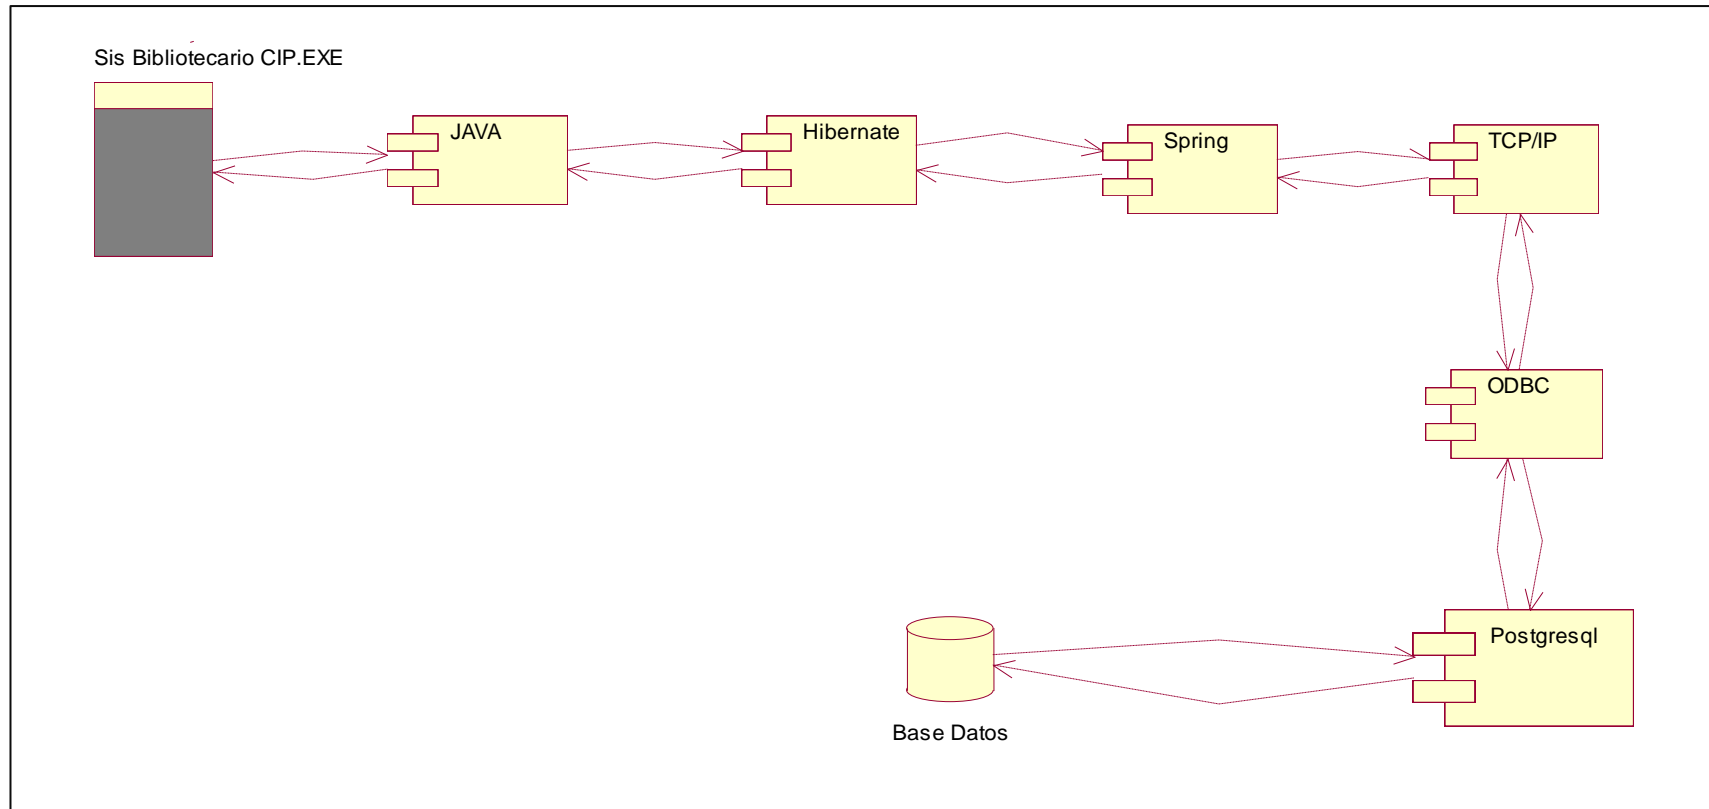 Sis Bibliotecario CIP.EXE
JAVA
Hibernate
Spring
TCP/IP
ODBC
Postgresql
Base Datos